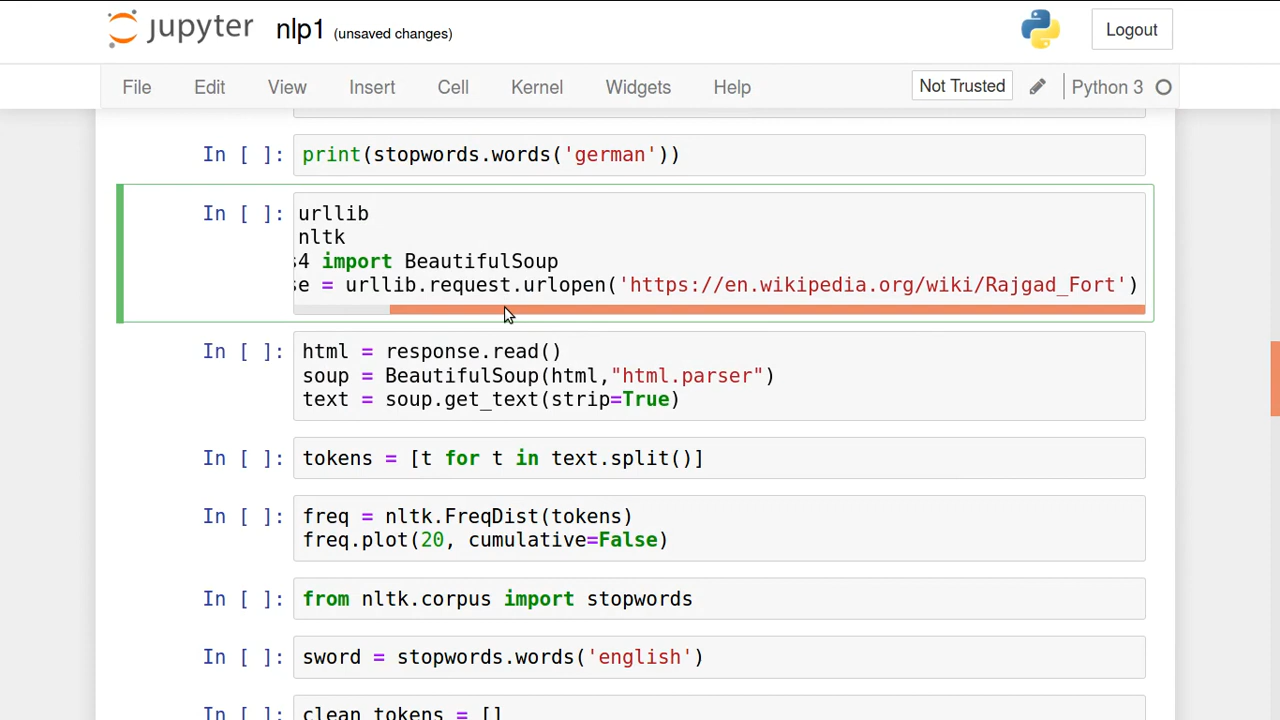 jupyter nlp1 (unsaved changes) Logout
File Edit View Insert Cell Kernel Widgets Help Not Trusted Python 3
In [ ]: print(stopwords.words('german'))
In [ ]: urllib
nltk
s4 import BeautifulSoup
se = urllib.request.urlopen('https://en.wikipedia.org/wiki/Rajgad_Fort')
In [ ]: html = response.read()
soup = BeautifulSoup(html,"html.parser")
text = soup.get_text(strip=True)
In [ ]: tokens = [t for t in text.split()]
In [ ]: freq = nltk.FreqDist(tokens)
freq.plot(20, cumulative=False)
In [ ]: from nltk.corpus import stopwords
In [ ]: sword = stopwords.words('english')
In [ ]: clean_tokens = []